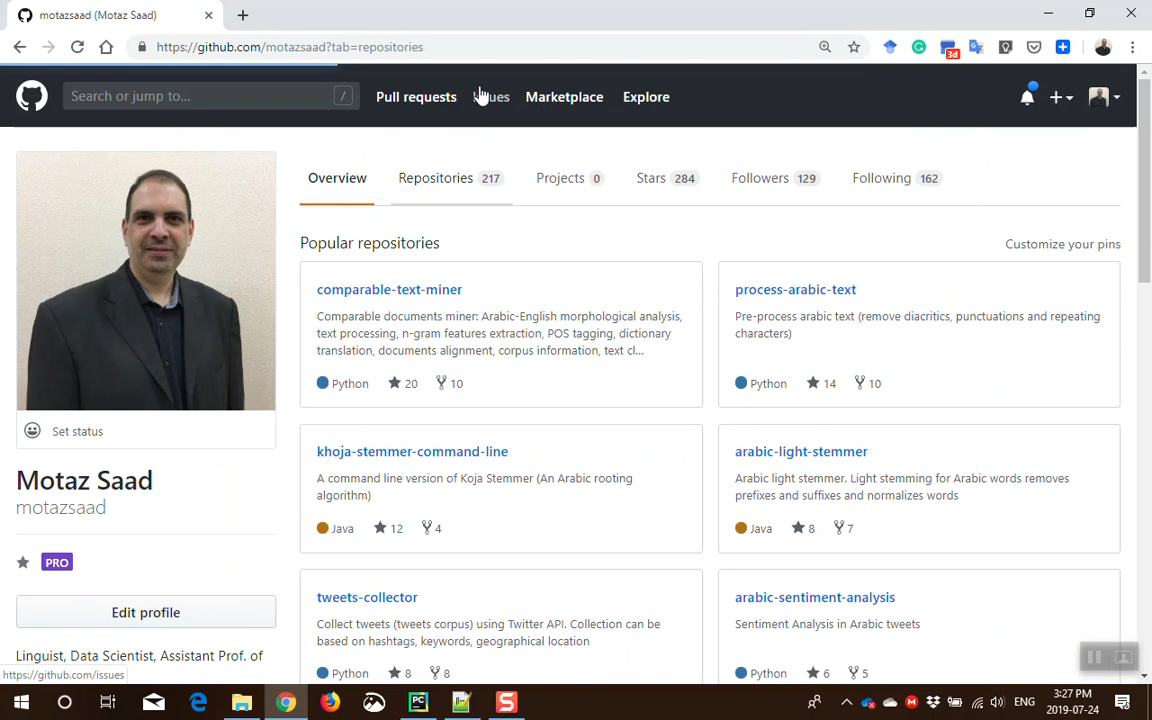 motazsaad (Motaz Saad)
https://github.com/motazsaad?tab=repositories
3d
Search or jump to...
/
Pull requests
Marketplace
Explore
Overview
Repositories 217
Projects 0
Stars 284
Followers 129
Following 162
Popular repositories
Customize your pins
comparable-text-miner
Comparable documents miner: Arabic-English morphological analysis,
text processing, n-gram features extraction, POS tagging, dictionary
translation, documents alignment, corpus information, text cl...
Python 20 10
process-arabic-text
Pre-process arabic text (remove diacritics, punctuations and repeating
characters)
Python 14 10
khoja-stemmer-command-line
A command line version of Koja Stemmer (An Arabic rooting
algorithm)
Java 12 4
arabic-light-stemmer
Arabic light stemmer. Light stemming for Arabic words removes
prefixes and suffixes and normalizes words
Java 8 7
tweets-collector
Collect tweets (tweets corpus) using Twitter API. Collection can be
based on hashtags, keywords, geographical location
Python 8 8
arabic-sentiment-analysis
Sentiment Analysis in Arabic tweets
Python 6 5
Set status
Motaz Saad
motazsaad
PRO
Edit profile
Linguist, Data Scientist, Assistant Prof. of
https://github.com/issues
ENG
3:27 PM
2019-07-24